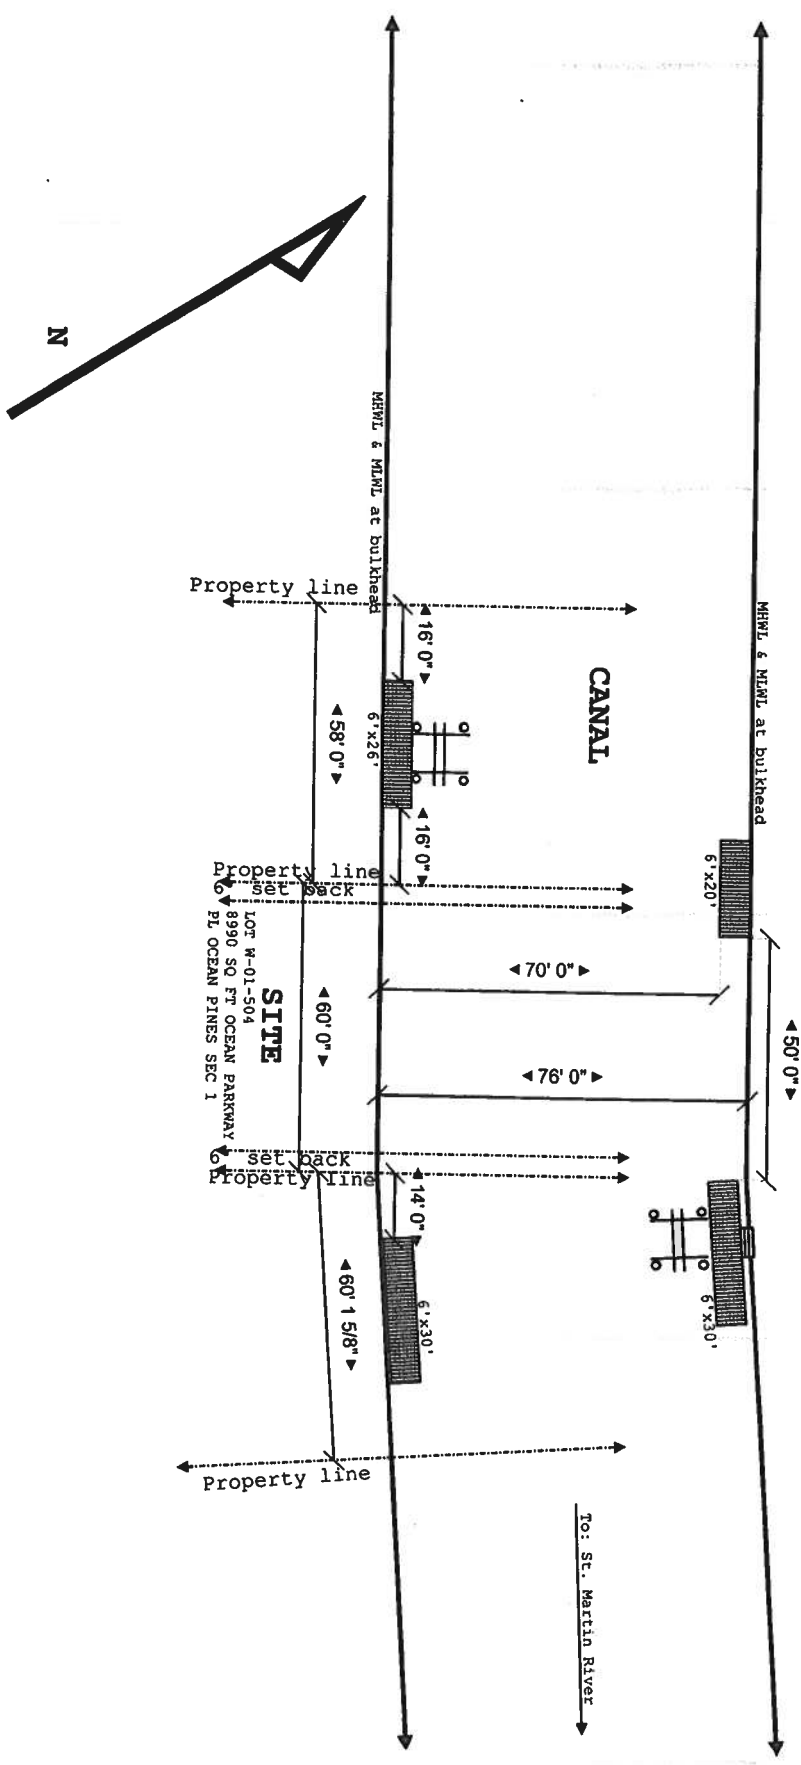 N
MHWL & MLWL at bulkhead
MHWL & MLWL at bulkhead
Property line
16' 0"
CANAL
6'x26'
58' 0"
16' 0"
Property line
6' set back
6'x20'
LOT W-01-504
8990 SQ FT OCEAN PARKWAY
PL OCEAN PINES SEC 1
SITE
60' 0"
70' 0"
76' 0"
50' 0"
6' set back
Property line
14' 0"
6'x30'
6'x30'
60' 1 5/8"
Property line
To: St. Martin River